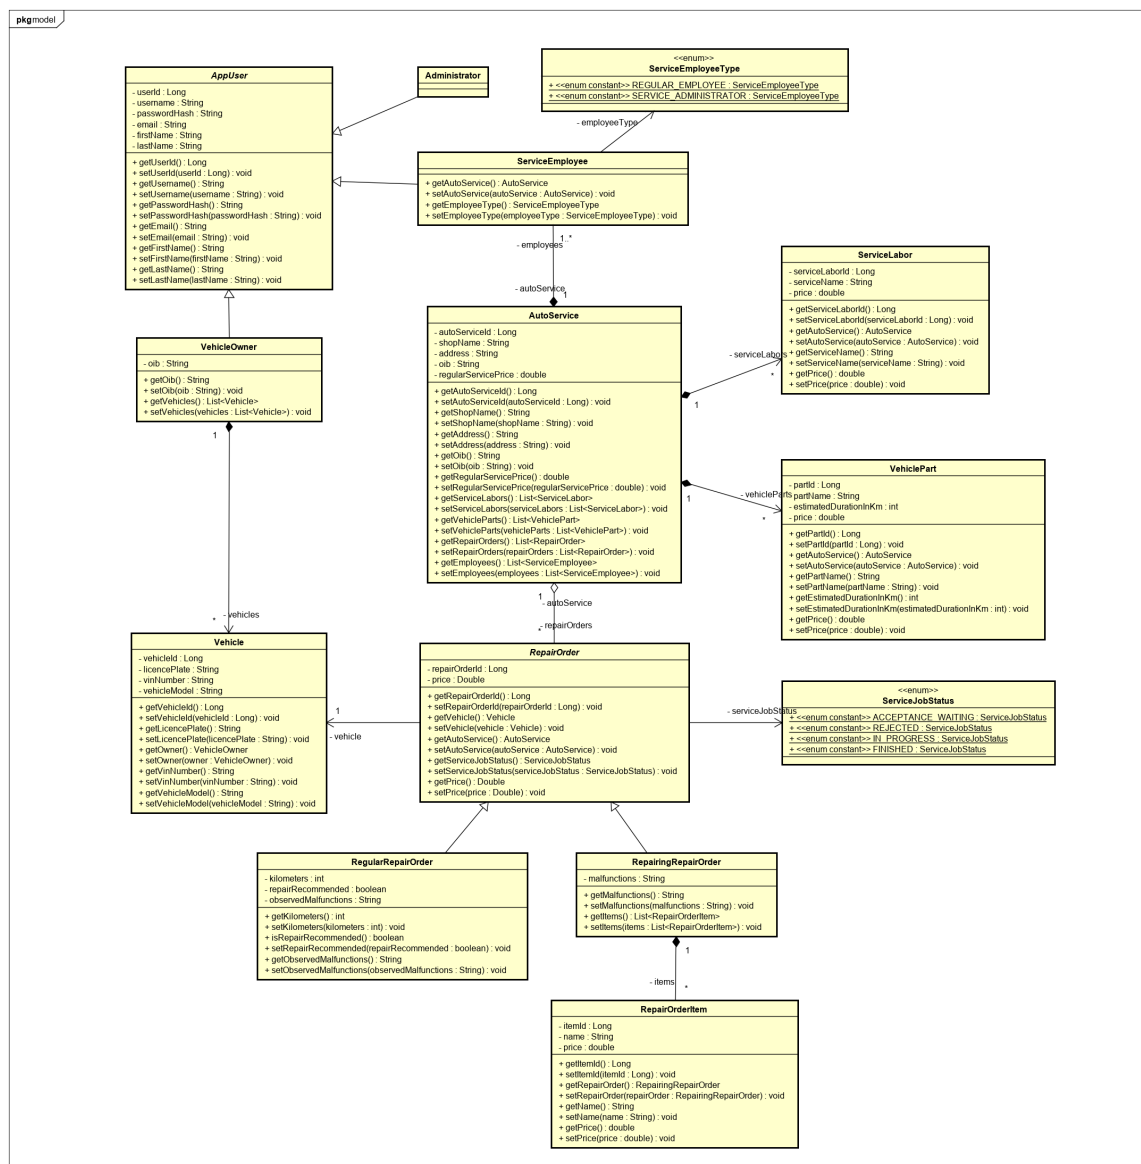 pkg model
AppUser
- userId : Long
- username : String
- passwordHash : String
- email : String
- firstName : String
- lastName : String
+ getUserId() : Long
+ setUserId(userId : Long) : void
+ getUsername() : String
+ setUsername(username : String) : void
+ getPasswordHash() : String
+ setPasswordHash(passwordHash : String) : void
+ getEmail() : String
+ setEmail(email : String) : void
+ getFirstName() : String
+ setFirstName(firstName : String) : void
+ getLastName() : String
+ setLastName(lastName : String) : void
Administrator
<<enum>>
ServiceEmployeeType
+ <<enum constant>> REGULAR_EMPLOYEE : ServiceEmployeeType
+ <<enum constant>> SERVICE_ADMINISTRATOR : ServiceEmployeeType
- employeeType
ServiceEmployee
+ getAutoService() : AutoService
+ setAutoService(autoService : AutoService) : void
+ getEmployeeType() : ServiceEmployeeType
+ setEmployeeType(employeeType : ServiceEmployeeType) : void
1..*
- employees
- autoService
1
ServiceLabor
- serviceLaborId : Long
- serviceName : String
- price : double
+ getServiceLaborId() : Long
+ setServiceLaborId(serviceLaborId : Long) : void
+ getAutoService() : AutoService
+ setAutoService(autoService : AutoService) : void
+ getServiceName() : String
+ setServiceName(serviceName : String) : void
+ getPrice() : double
+ setPrice(price : double) : void
- serviceLabors
*
1
AutoService
- autoServiceId : Long
- shopName : String
- address : String
- oib : String
- regularServicePrice : double
+ getAutoServiceId() : Long
+ setAutoServiceId(autoServiceId : Long) : void
+ getShopName() : String
+ setShopName(shopName : String) : void
+ getAddress() : String
+ setAddress(address : String) : void
+ getOib() : String
+ setOib(oib : String) : void
+ getRegularServicePrice() : double
+ setRegularServicePrice(regularServicePrice : double) : void
+ getServiceLabors() : List<ServiceLabor>
+ setServiceLabors(serviceLabors : List<ServiceLabor>) : void
+ getVehicleParts() : List<VehiclePart>
+ setVehicleParts(vehicleParts : List<VehiclePart>) : void
+ getRepairOrders() : List<RepairOrder>
+ setRepairOrders(repairOrders : List<RepairOrder>) : void
+ getEmployees() : List<ServiceEmployee>
+ setEmployees(employees : List<ServiceEmployee>) : void
VehicleOwner
- oib : String
+ getOib() : String
+ setOib(oib : String) : void
+ getVehicles() : List<Vehicle>
+ setVehicles(vehicles : List<Vehicle>) : void
1
- vehicles
*
VehiclePart
- partId : Long
- partName : String
- estimatedDurationInKm : int
- price : double
+ getPartId() : Long
+ setPartId(partId : Long) : void
+ getAutoService() : AutoService
+ setAutoService(autoService : AutoService) : void
+ getPartName() : String
+ setPartName(partName : String) : void
+ getEstimatedDurationInKm() : int
+ setEstimatedDurationInKm(estimatedDurationInKm : int) : void
+ getPrice() : double
+ setPrice(price : double) : void
- vehicleParts
*
1
1
- autoService
- repairOrders
*
Vehicle
- vehicleId : Long
- licencePlate : String
- vinNumber : String
- vehicleModel : String
+ getVehicleId() : Long
+ setVehicleId(vehicleId : Long) : void
+ getLicencePlate() : String
+ setLicencePlate(licencePlate : String) : void
+ getOwner() : VehicleOwner
+ setOwner(owner : VehicleOwner) : void
+ getVinNumber() : String
+ setVinNumber(vinNumber : String) : void
+ getVehicleModel() : String
+ setVehicleModel(vehicleModel : String) : void
1
- vehicle
RepairOrder
- repairOrderId : Long
- price : Double
+ getRepairOrderId() : Long
+ setRepairOrderId(repairOrderId : Long) : void
+ getVehicle() : Vehicle
+ setVehicle(vehicle : Vehicle) : void
+ getAutoService() : AutoService
+ setAutoService(autoService : AutoService) : void
+ getServiceJobStatus() : ServiceJobStatus
+ setServiceJobStatus(serviceJobStatus : ServiceJobStatus) : void
+ getPrice() : Double
+ setPrice(price : Double) : void
- serviceJobStatus
<<enum>>
ServiceJobStatus
+ <<enum constant>> ACCEPTANCE_WAITING : ServiceJobStatus
+ <<enum constant>> REJECTED : ServiceJobStatus
+ <<enum constant>> IN_PROGRESS : ServiceJobStatus
+ <<enum constant>> FINISHED : ServiceJobStatus
RegularRepairOrder
- kilometers : int
- repairRecommended : boolean
- observedMalfunctions : String
+ getKilometers() : int
+ setKilometers(kilometers : int) : void
+ isRepairRecommended() : boolean
+ setRepairRecommended(repairRecommended : boolean) : void
+ getObservedMalfunctions() : String
+ setObservedMalfunctions(observedMalfunctions : String) : void
RepairingRepairOrder
- malfunctions : String
+ getMalfunctions() : String
+ setMalfunctions(malfunctions : String) : void
+ getItems() : List<RepairOrderItem>
+ setItems(items : List<RepairOrderItem>) : void
1
- items
*
RepairOrderItem
- itemId : Long
- name : String
- price : double
+ getItemId() : Long
+ setItemId(itemId : Long) : void
+ getRepairOrder() : RepairingRepairOrder
+ setRepairOrder(repairOrder : RepairingRepairOrder) : void
+ getName() : String
+ setName(name : String) : void
+ getPrice() : double
+ setPrice(price : double) : void